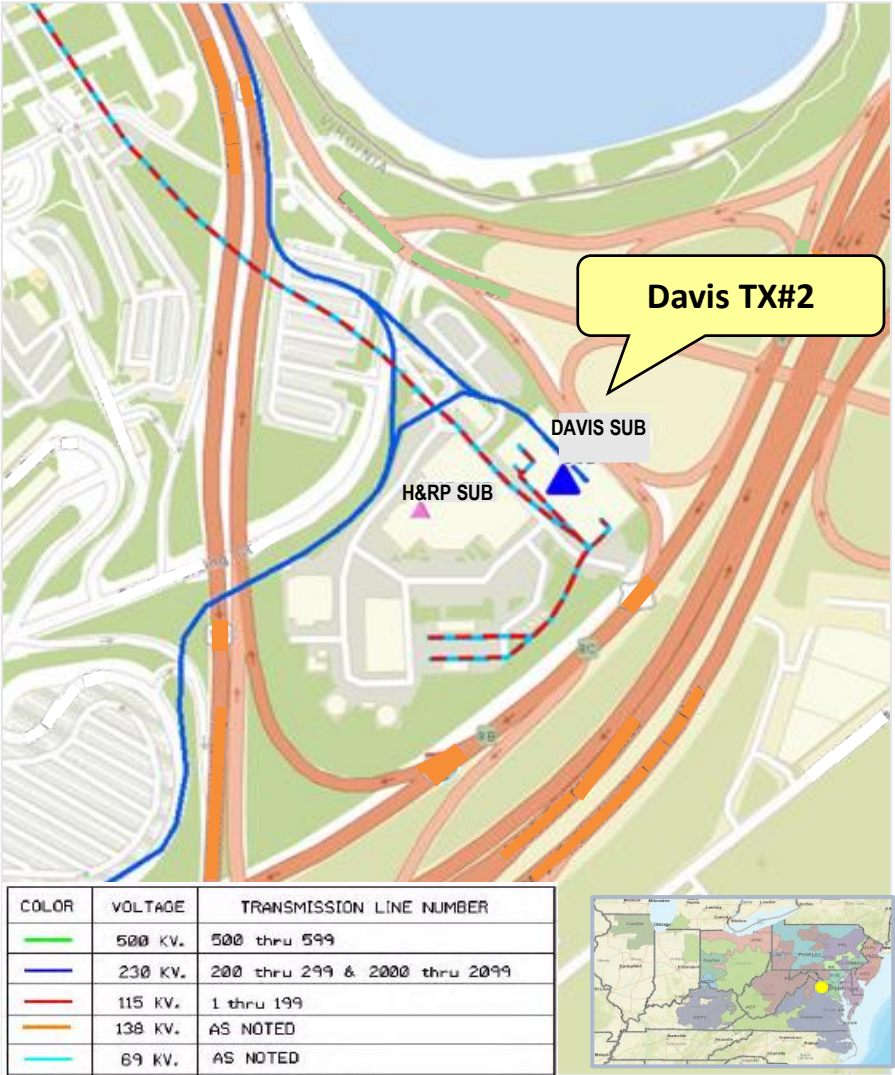 VIRGINIA
Davis TX#2
DAVIS SUB
H&RP SUB
8C
8B
COLOR VOLTAGE TRANSMISSION LINE NUMBER
500 KV. 500 thru 599
230 KV. 200 thru 299 & 2000 thru 2099
115 KV. 1 thru 199
138 KV. AS NOTED
69 KV. AS NOTED